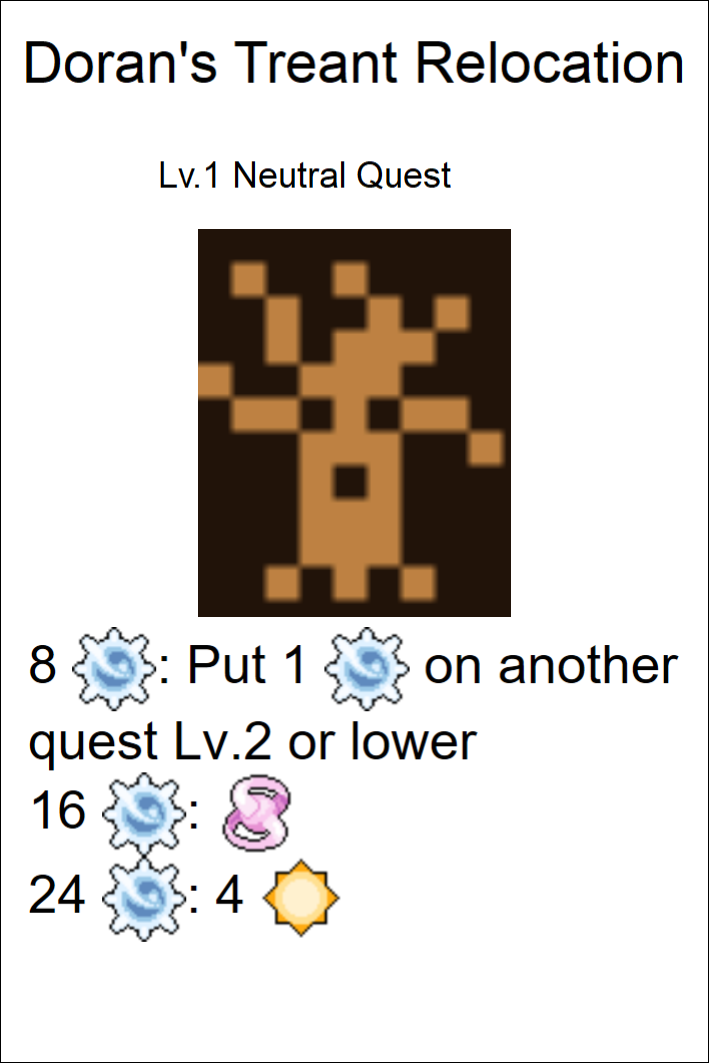 Doran's Treant Relocation
Lv.1 Neutral Quest
8 : Put 1 on another
quest Lv.2 or lower
16 :
24 : 4